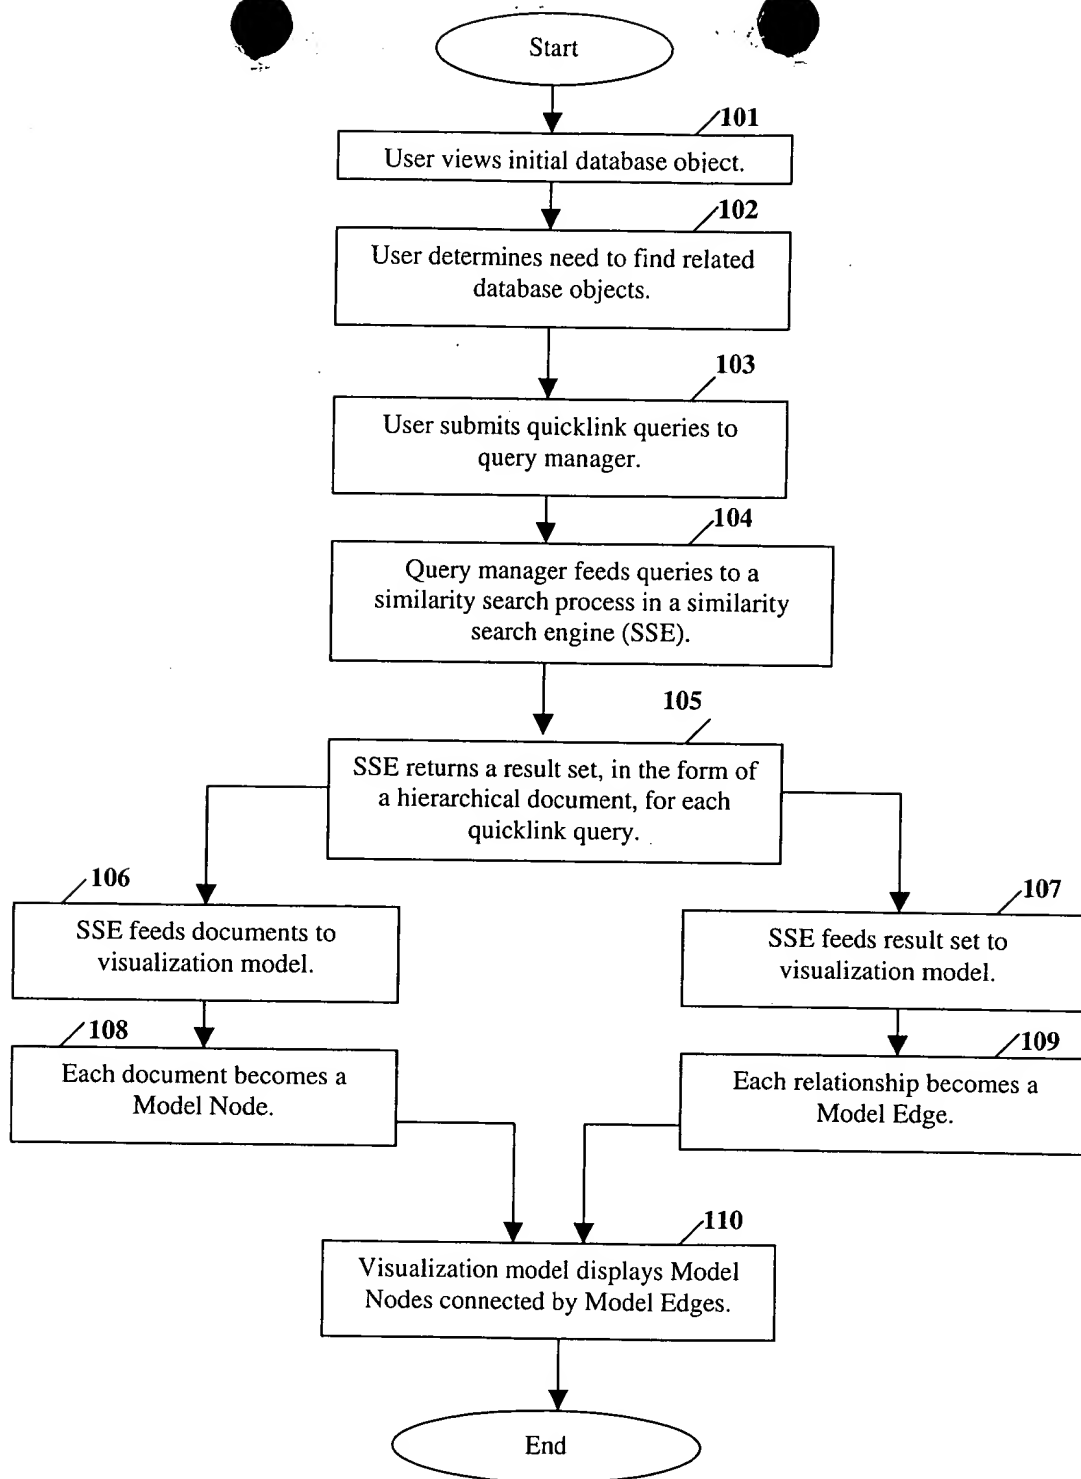 Start
101
User views initial database object.
102
User determines need to find related
database objects.
103
User submits quicklink queries to
query manager.
104
Query manager feeds queries to a
similarity search process in a similarity
search engine (SSE).
105
SSE returns a result set, in the form of
a hierarchical document, for each
quicklink query.
106
SSE feeds documents to
visualization model.
107
SSE feeds result set to
visualization model.
108
Each document becomes a
Model Node.
109
Each relationship becomes a
Model Edge.
110
Visualization model displays Model
Nodes connected by Model Edges.
End